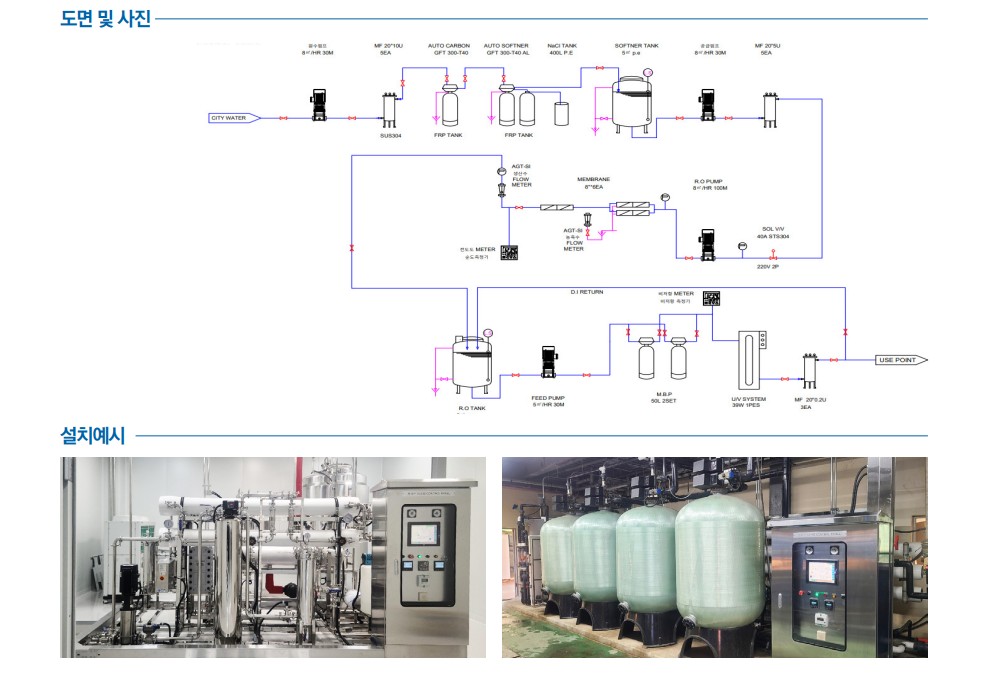 도면 및 사진
원수펌프
8㎥/HR 30M
MF 20"10U
5EA
AUTO CARBON
GFT 300-T40
AUTO SOFTNER
GFT 300-T40 AL
NaCl TANK
400L P.E
SOFTNER TANK
5㎥ p.e
공급펌프
8㎥/HR 30M
MF 20"5U
5EA
CITY WATER
SUS304
FRP TANK
FRP TANK
AGT-SI
생산수
FLOW
METER
MEMBRANE
8"*6EA
R.O PUMP
8㎥/HR 100M
AGT-SI
농축수
FLOW
METER
SOL V/V
40A STS304
전도도 METER
순도측정기
220V 2P
D.I RETURN
비저항 METER
비저항 측정기
USE POINT
R.O TANK
FEED PUMP
8㎥/HR 30M
M.B.P
50L 2SET
U/V SYSTEM
39W 1PES
MF 20"0.2U
3EA
설치예시